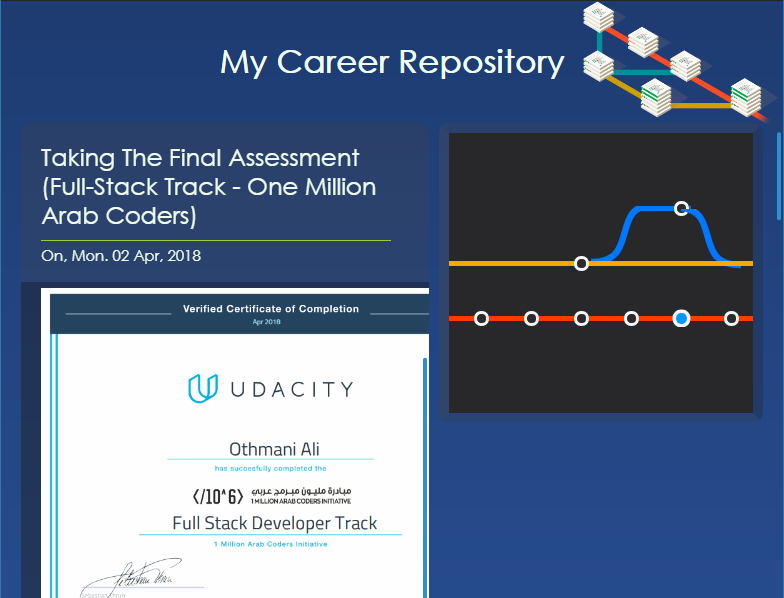 My Career Repository
Taking The Final Assessment
(Full-Stack Track - One Million
Arab Coders)
On, Mon. 02 Apr, 2018
Verified Certificate of Completion
Apr 2018
UDACITY
Othmani Ali
has succesfully completed the
</10^6> مبادرة مليون مبرمج عربي
1 MILLION ARAB CODERS INITIATIVE
Full Stack Developer Track
1 Million Arab Coders Initiative
Sebastian Thrun